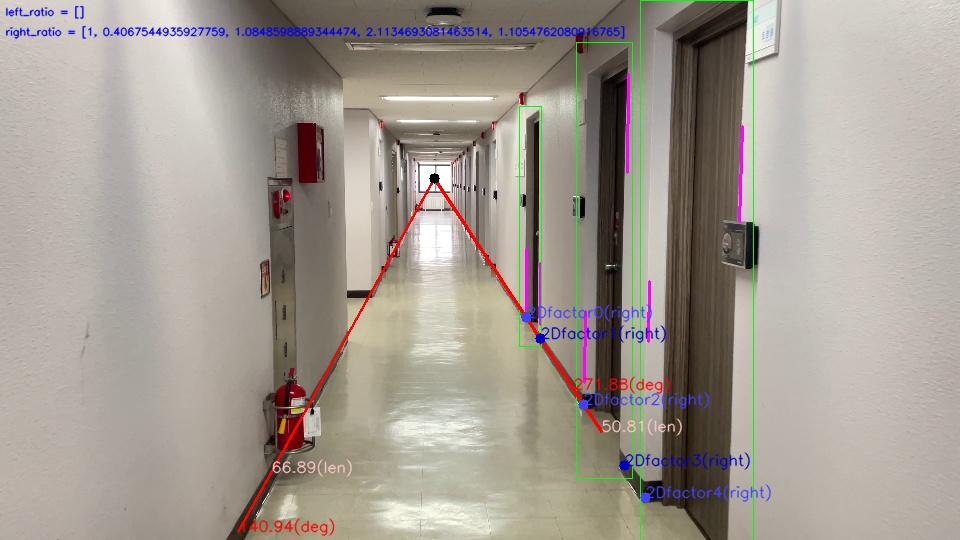 left_ratio = []
right_ratio = [1, 0.4067544935927759, 1.0848598889344474, 2.1134693081463514, 1.1054762080916765]
2Dfactor0(right)
2Dfactor1(right)
271.88(deg)
2Dfactor2(right)
50.81(len)
2Dfactor3(right)
66.89(len)
2Dfactor4(right)
140.94(deg)